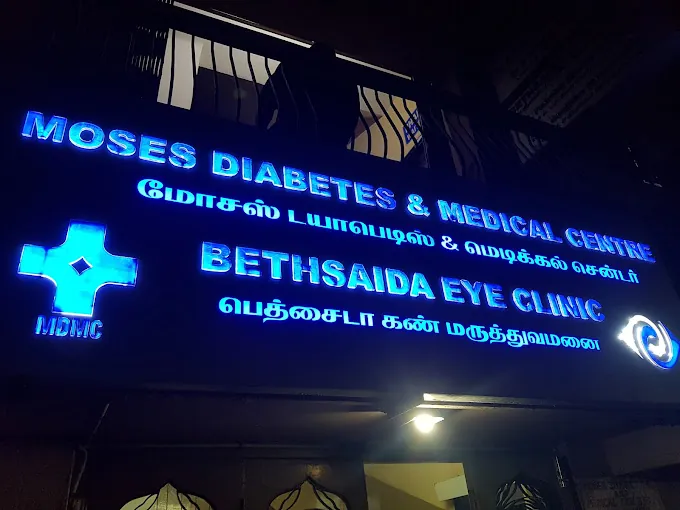 MOSES DIABETES & MEDICAL CENTRE
மோசஸ் டயாபெடிஸ் & மெடிக்கல் சென்டர்
BETHSAIDA EYE CLINIC
பெத்சைடா கண் மருத்துவமனை
MDMC